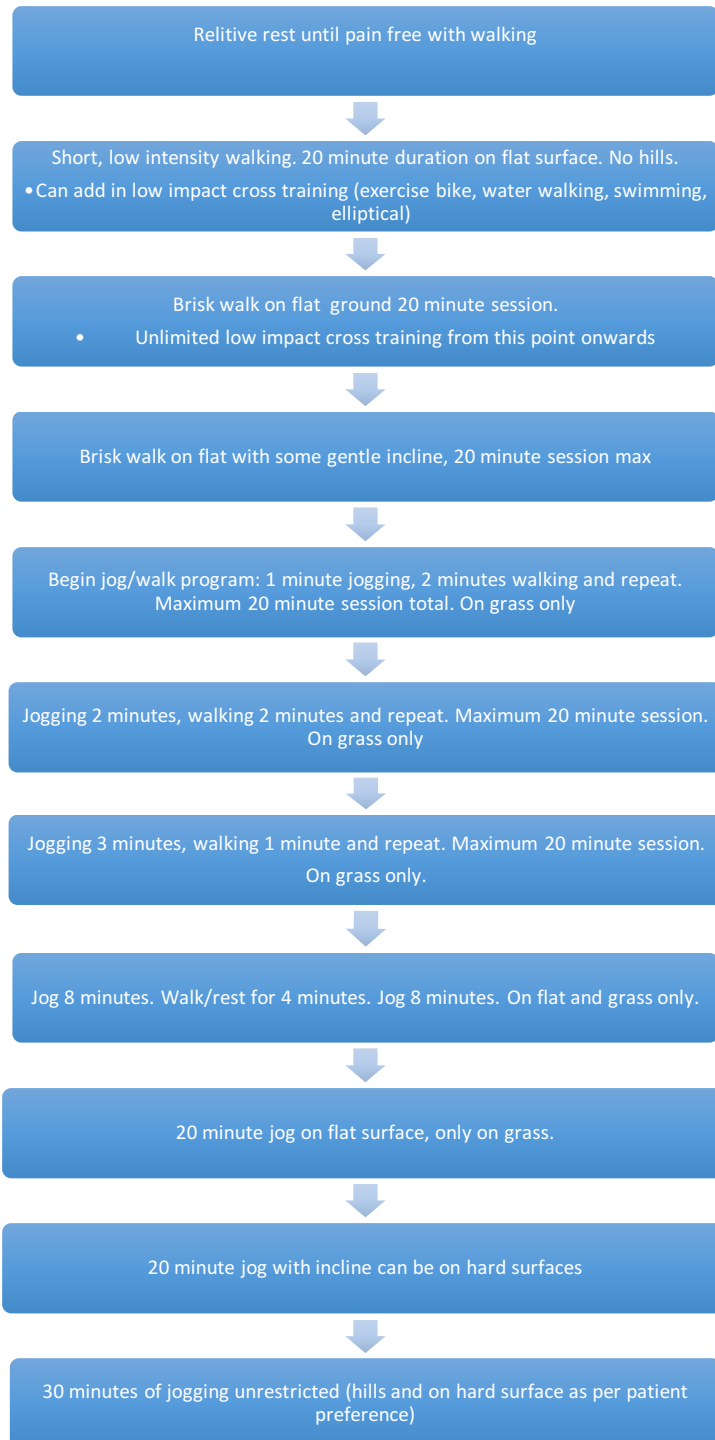 Relitive rest until pain free with walking
Short, low intensity walking. 20 minute duration on flat surface. No hills.
•Can add in low impact cross training (exercise bike, water walking, swimming,
elliptical)
Brisk walk on flat ground 20 minute session.
• Unlimited low impact cross training from this point onwards
Brisk walk on flat with some gentle incline, 20 minute session max
Begin jog/walk program: 1 minute jogging, 2 minutes walking and repeat.
Maximum 20 minute session total. On grass only
Jogging 2 minutes, walking 2 minutes and repeat. Maximum 20 minute session.
On grass only
Jogging 3 minutes, walking 1 minute and repeat. Maximum 20 minute session.
On grass only.
Jog 8 minutes. Walk/rest for 4 minutes. Jog 8 minutes. On flat and grass only.
20 minute jog on flat surface, only on grass.
20 minute jog with incline can be on hard surfaces
30 minutes of jogging unrestricted (hills and on hard surface as per patient
preference)